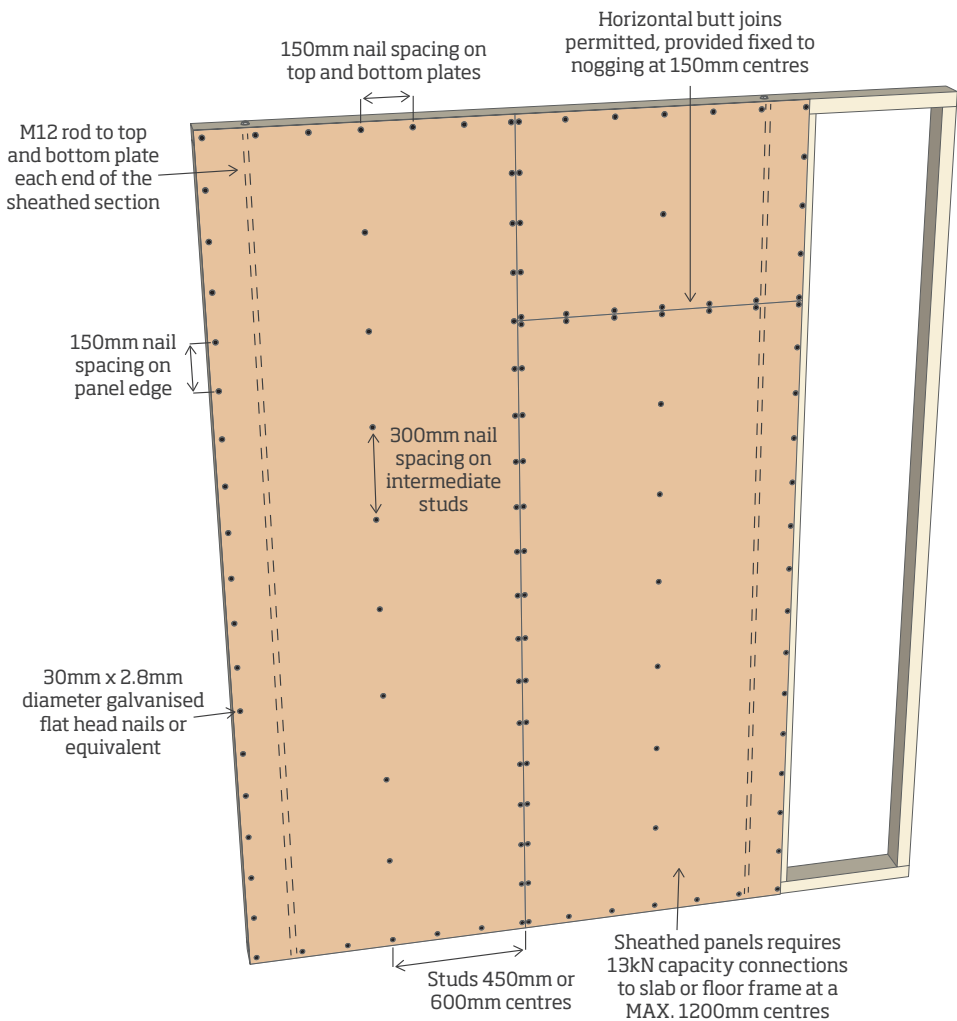 150mm nail spacing on
top and bottom plates
Horizontal butt joins
permitted, provided fixed to
nogging at 150mm centres
M12 rod to top
and bottom plate
each end of the
sheathed section
150mm nail
spacing on
panel edge
300mm nail
spacing on
intermediate
studs
30mm x 2.8mm
diameter galvanised
flat head nails or
equivalent
Studs 450mm or
600mm centres
Sheathed panels requires
13kN capacity connections
to slab or floor frame at a
MAX. 1200mm centres